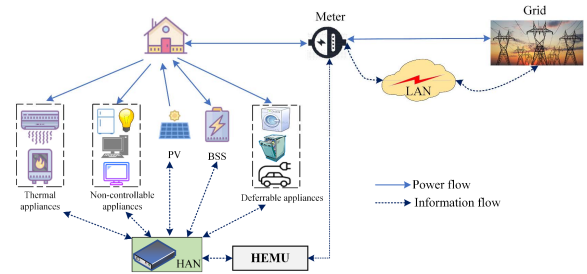 Meter
Grid
LAN
PV
BSS
Thermal
appliances
Non-controllable
appliances
Deferrable appliances
Power flow
Information flow
HAN
HEMU